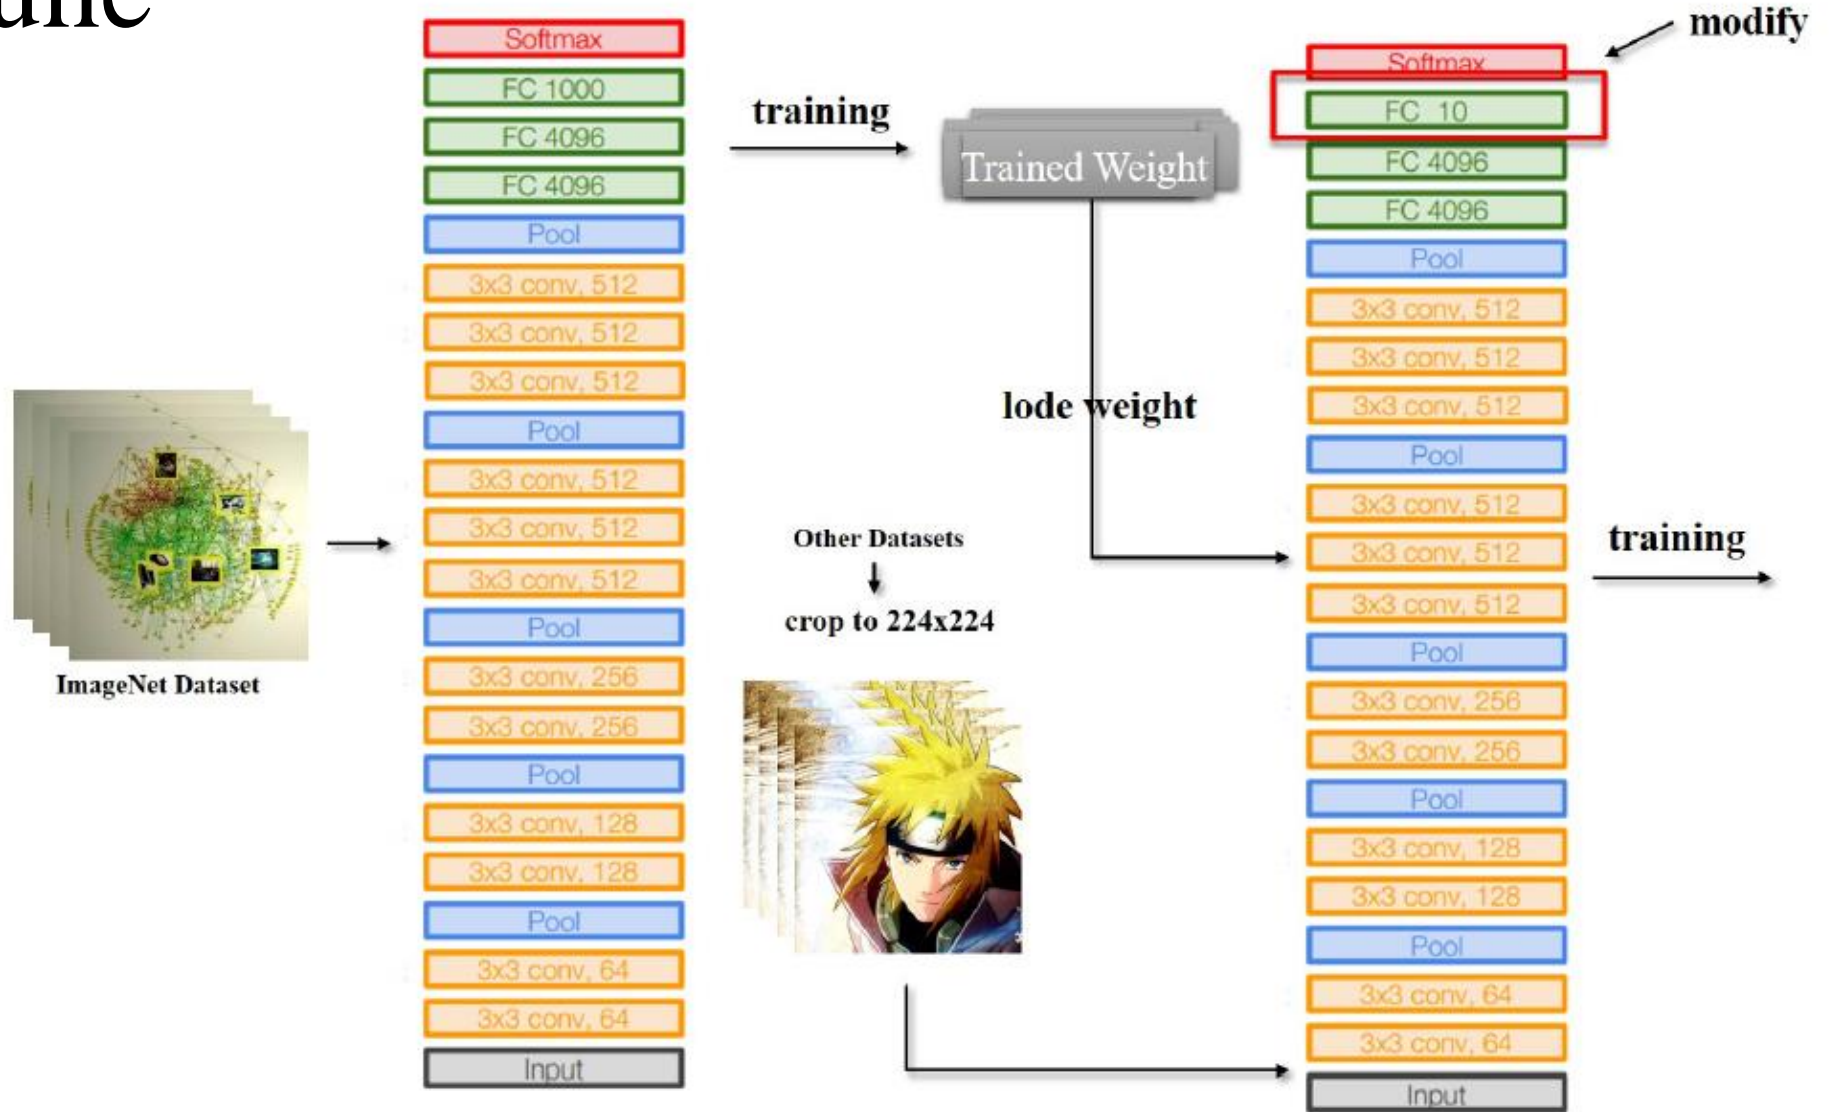 Softmax
FC 1000
FC 4096
FC 4096
Pool
3x3 conv, 512
3x3 conv, 512
3x3 conv, 512
Pool
3x3 conv, 512
3x3 conv, 512
3x3 conv, 512
Pool
3x3 conv, 256
3x3 conv, 256
Pool
3x3 conv, 128
3x3 conv, 128
Pool
3x3 conv, 64
3x3 conv, 64
Input
ImageNet Dataset
training
Trained Weight
lode weight
Other Datasets
crop to 224x224
modify
Softmax
FC 10
FC 4096
FC 4096
Pool
3x3 conv, 512
3x3 conv, 512
3x3 conv, 512
Pool
3x3 conv, 512
3x3 conv, 512
3x3 conv, 512
Pool
3x3 conv, 256
3x3 conv, 256
Pool
3x3 conv, 128
3x3 conv, 128
Pool
3x3 conv, 64
3x3 conv, 64
Input
training